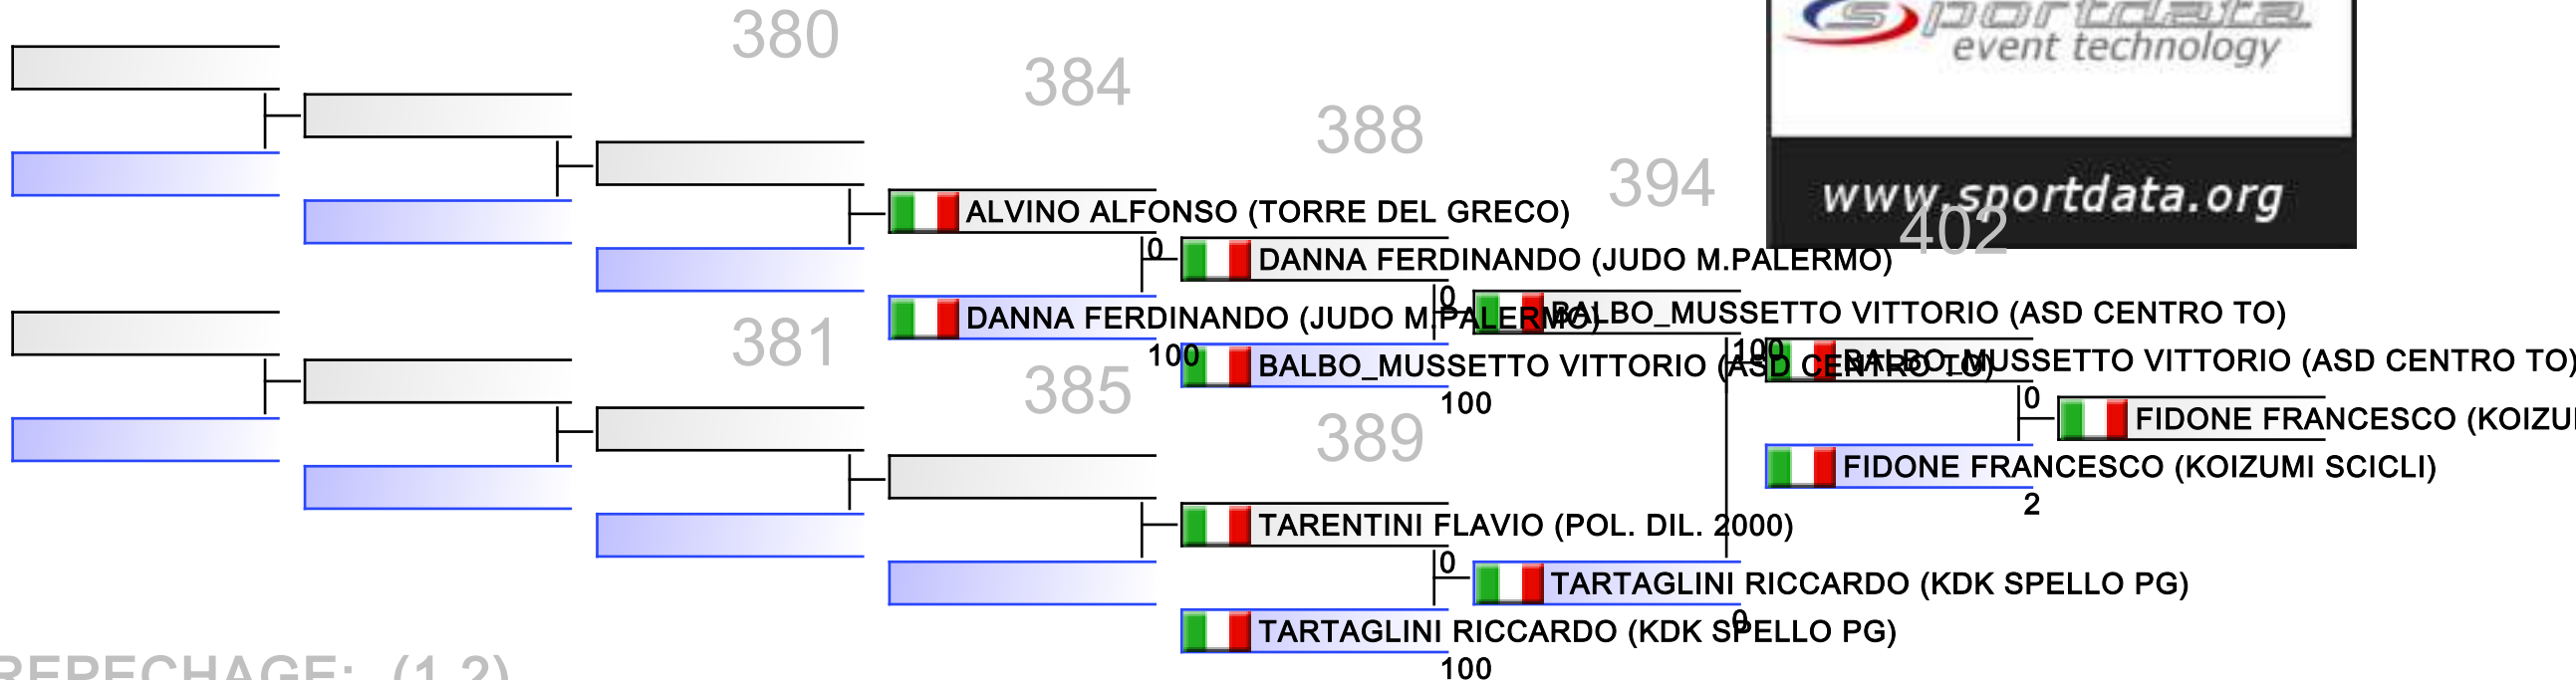 sportdata
event technology
www.sportdata.org
380
384
388
394
402
ALVINO ALFONSO (TORRE DEL GRECO)
0
DANNA FERDINANDO (JUDO M.PALERMO)
0
DANNA FERDINANDO (JUDO M.PALERMO)
100
BALBO_MUSSETTO VITTORIO (ASD CENTRO TO)
100
BALBO_MUSSETTO VITTORIO (ASD CENTRO TO)
100
BALBO_MUSSETTO VITTORIO (ASD CENTRO TO)
0
FIDONE FRANCESCO (KOIZU
FIDONE FRANCESCO (KOIZUMI SCICLI)
2
381
385
389
TARENTINI FLAVIO (POL. DIL. 2000)
0
TARTAGLINI RICCARDO (KDK SPELLO PG)
0
TARTAGLINI RICCARDO (KDK SPELLO PG)
100
REPECHAGE: (1,2)